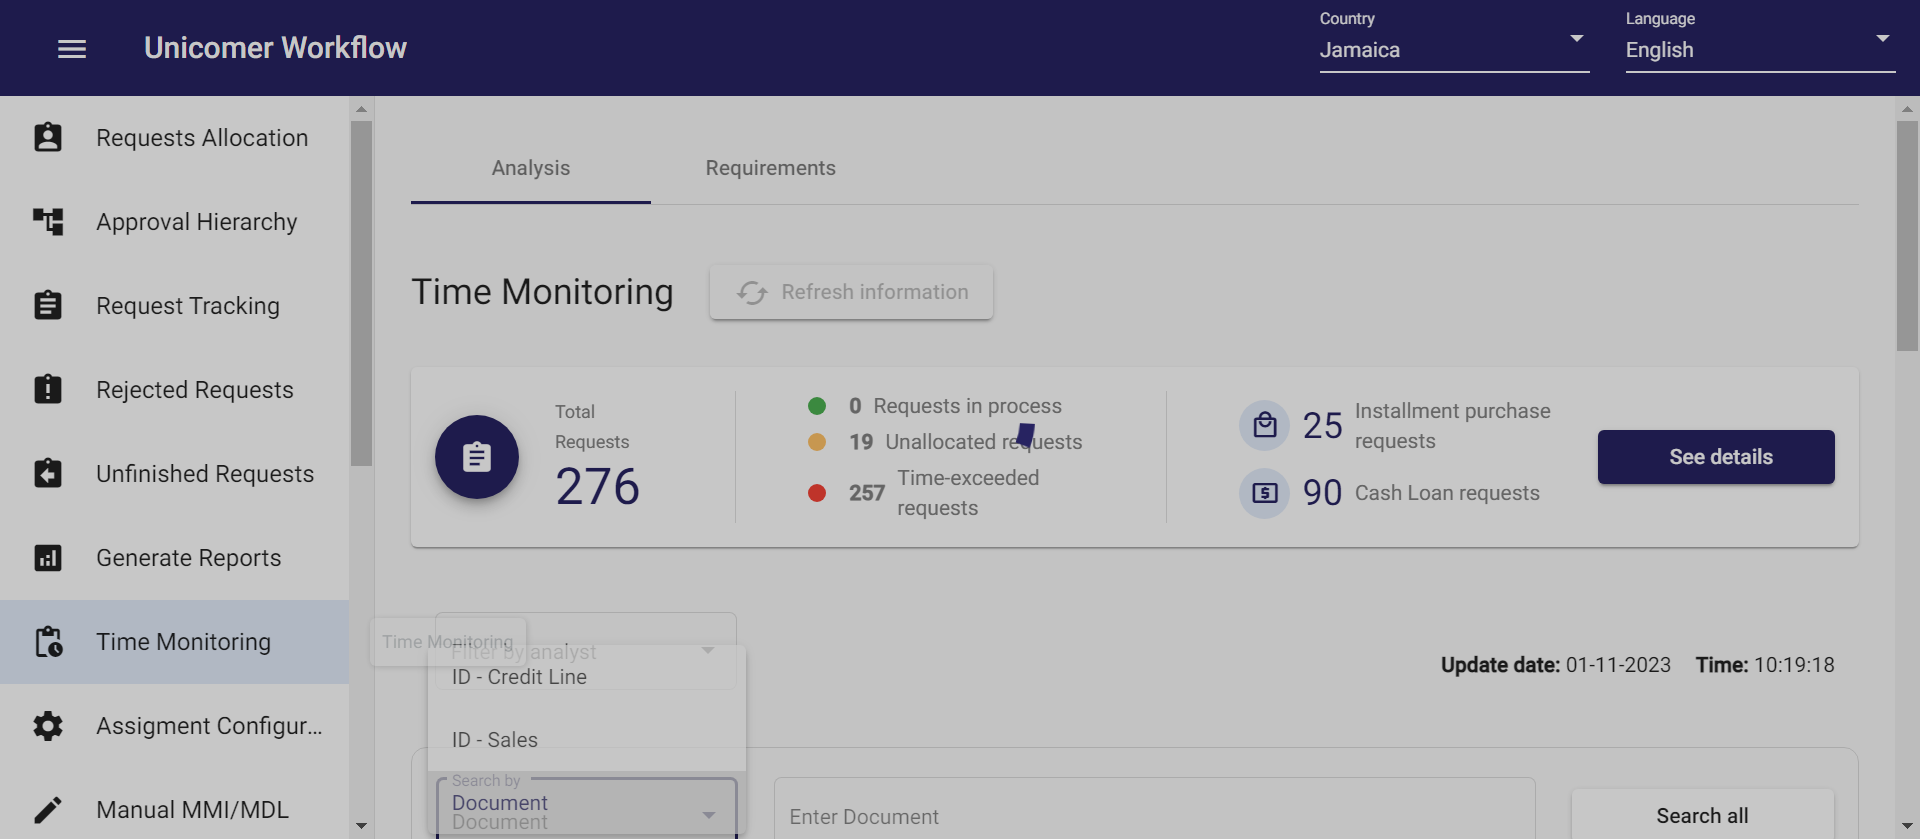 Unicomer Workflow
Country
Jamaica
Language
English
Requests Allocation
Approval Hierarchy
Request Tracking
Rejected Requests
Unfinished Requests
Generate Reports
Time Monitoring
Assigment Configur...
Manual MMI/MDL
Analysis
Requirements
Time Monitoring
Refresh information
Total
Requests
276
0 Requests in process
19 Unallocated requests
257 Time-exceeded
requests
25 Installment purchase
requests
90 Cash Loan requests
See details
Time Monitoring
Filter by analyst
Update date: 01-11-2023 Time: 10:19:18
ID - Credit Line
ID - Sales
Search by
Document
Document
Enter Document
Search all